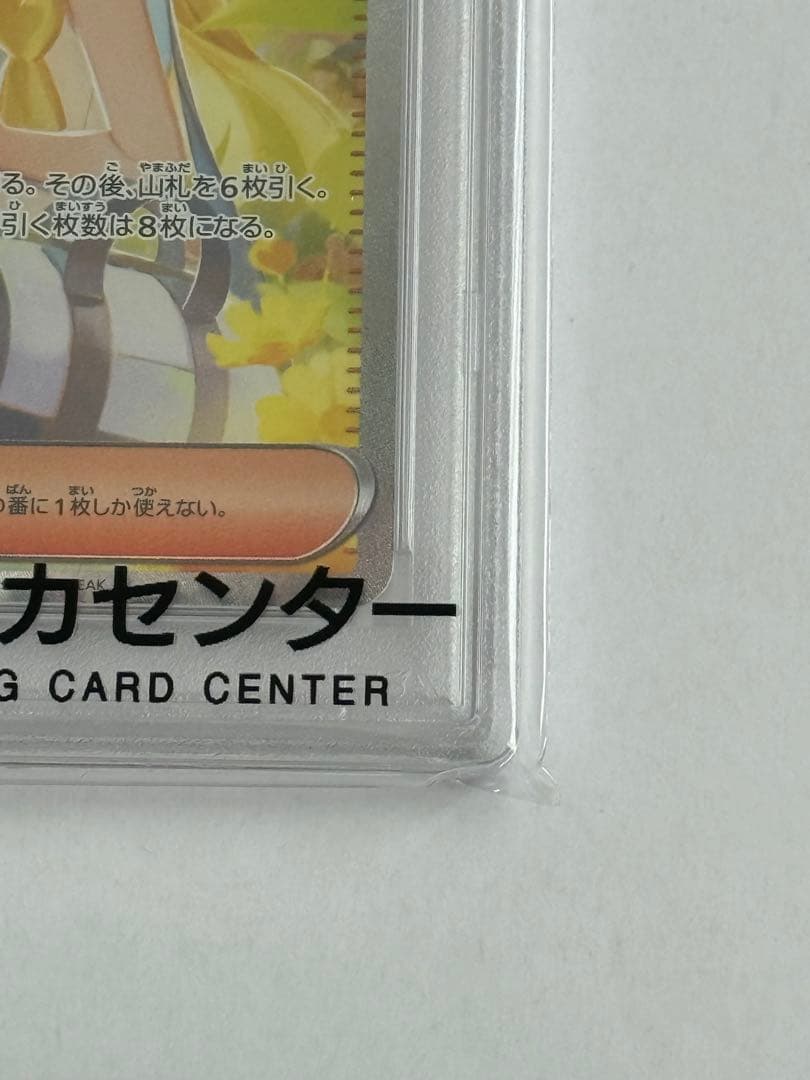 る。その後、山札を6枚引く。
引く枚数は8枚になる。
番に1枚しか使えない。
EAK
カセンター
G CARD CENTER